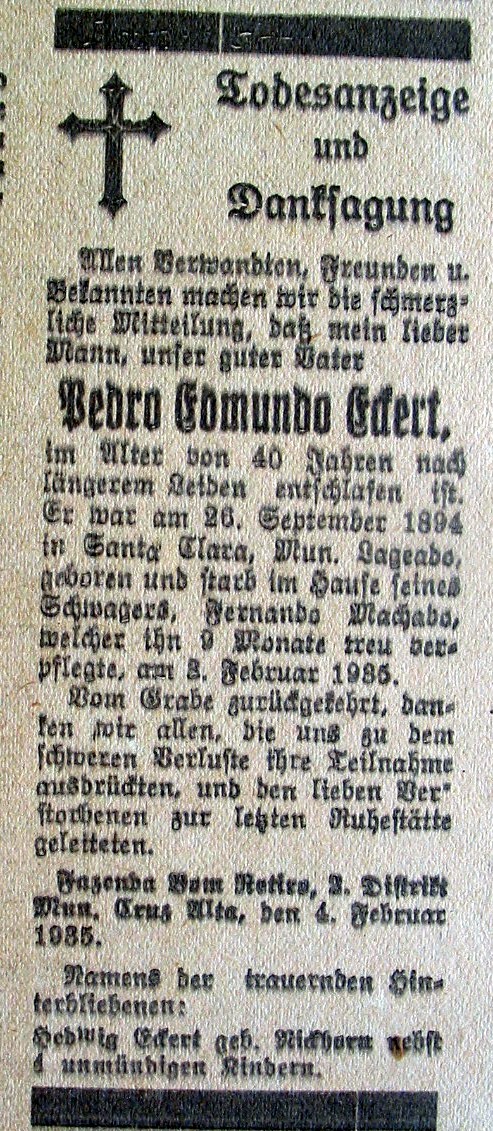 Todesanzeige
und
Danksagung
Allen Verwandten, Freunden u.
Bekannten machen wir die schmerz-
liche Mitteilung, daß mein lieber
Mann, unser guter Vater
Pedro Edmundo Eckert,
im Alter von 40 Jahren nach
längerem Leiden entschlafen ist.
Er war am 26. September 1894
in Santa Clara, Mun. Lageado,
geboren und starb im Hause seines
Schwagers, Fernando Machado,
welcher ihn 9 Monate treu ver-
pflegte, am 3. Februar 1935.
Vom Grabe zurückgekehrt, dan-
ken wir allen, die uns zu dem
schweren Verluste ihre Teilnahme
ausdrückten, und den lieben Ver-
storbenen zur letzten Ruhestätte
geleiteten.
Fazenda Bom Retiro, Distrikt
Mun. Cruz Alta, den 4. Februar
1935.
Namens der trauernden Hin-
terbliebenen:
Hedwig Eckert geb. Nickhorn nebst
4 unmündigen Kindern.